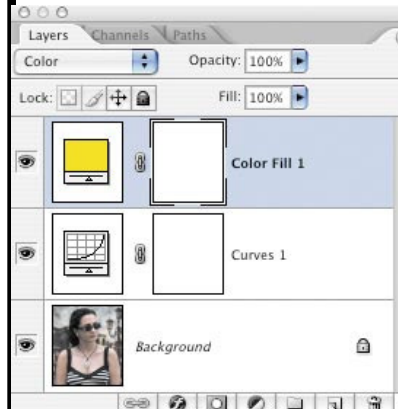 Layers Channels Paths
Color Opacity: 100%
Lock: Fill: 100%
Color Fill 1
Curves 1
Background